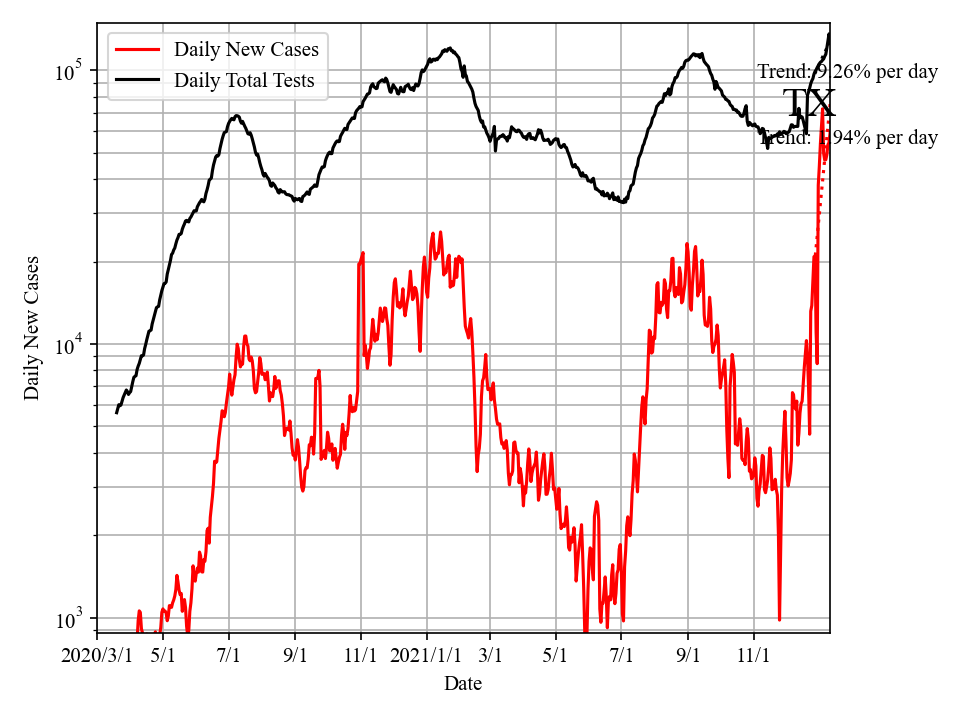 Daily New Cases
Daily Total Tests
Trend: 9.26% per day
TX
Trend: 1.94% per day
10^5
10^4
10^3
Daily New Cases
2020/3/1 5/1 7/1 9/1 11/1 2021/1/1 3/1 5/1 7/1 9/1 11/1
Date